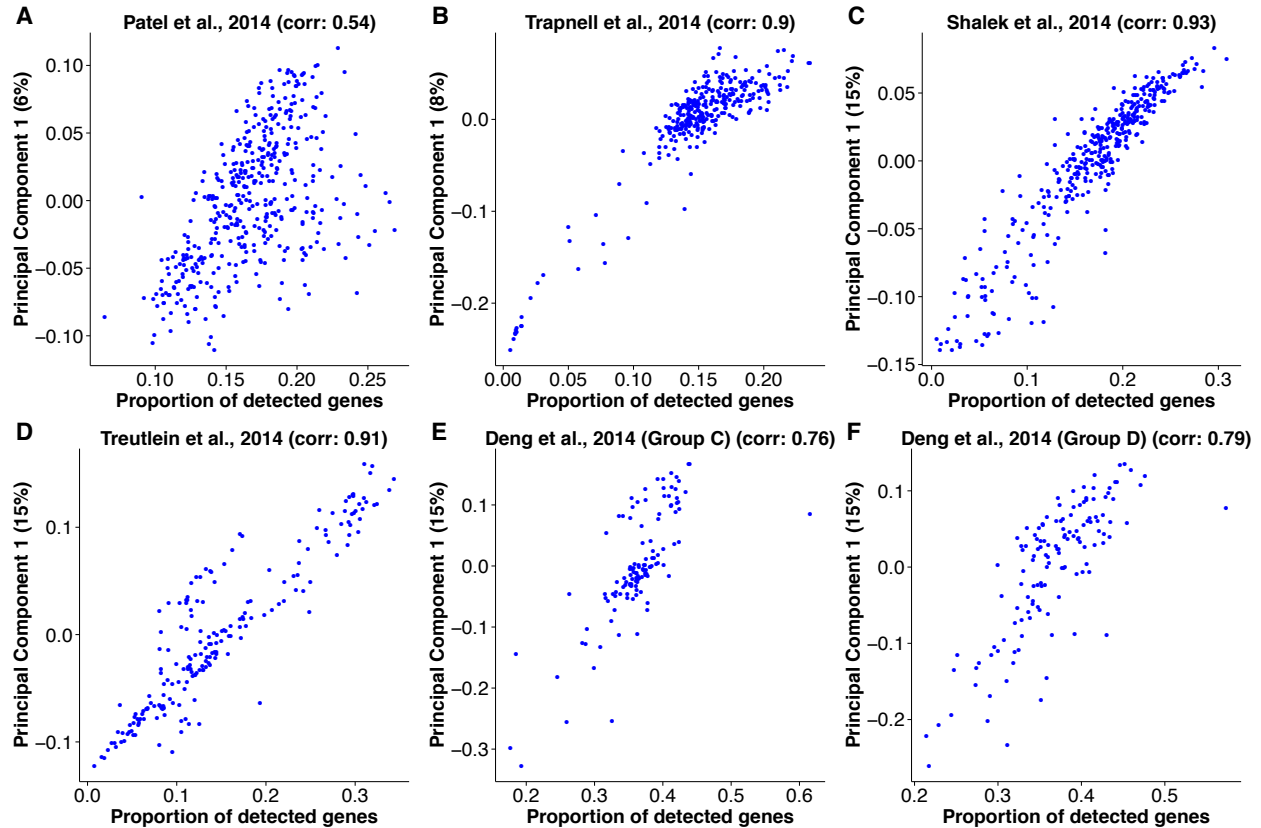 A
Patel et al., 2014 (corr: 0.54)
Principal Component 1 (6%)
0.10
0.05
0.00
−0.05
−0.10
0.10 0.15 0.20 0.25
Proportion of detected genes
B
Trapnell et al., 2014 (corr: 0.9)
Principal Component 1 (8%)
0.0
−0.1
−0.2
0.00 0.05 0.10 0.15 0.20
Proportion of detected genes
C
Shalek et al., 2014 (corr: 0.93)
Principal Component 1 (15%)
0.05
0.00
−0.05
−0.10
−0.15
0.0 0.1 0.2 0.3
Proportion of detected genes
D
Treutlein et al., 2014 (corr: 0.91)
Principal Component 1 (15%)
0.1
0.0
−0.1
0.0 0.1 0.2 0.3
Proportion of detected genes
E
Deng et al., 2014 (Group C) (corr: 0.76)
Principal Component 1 (15%)
0.1
0.0
−0.1
−0.2
−0.3
0.2 0.3 0.4 0.5 0.6
Proportion of detected genes
F
Deng et al., 2014 (Group D) (corr: 0.79)
Principal Component 1 (15%)
0.1
0.0
−0.1
−0.2
0.2 0.3 0.4 0.5
Proportion of detected genes